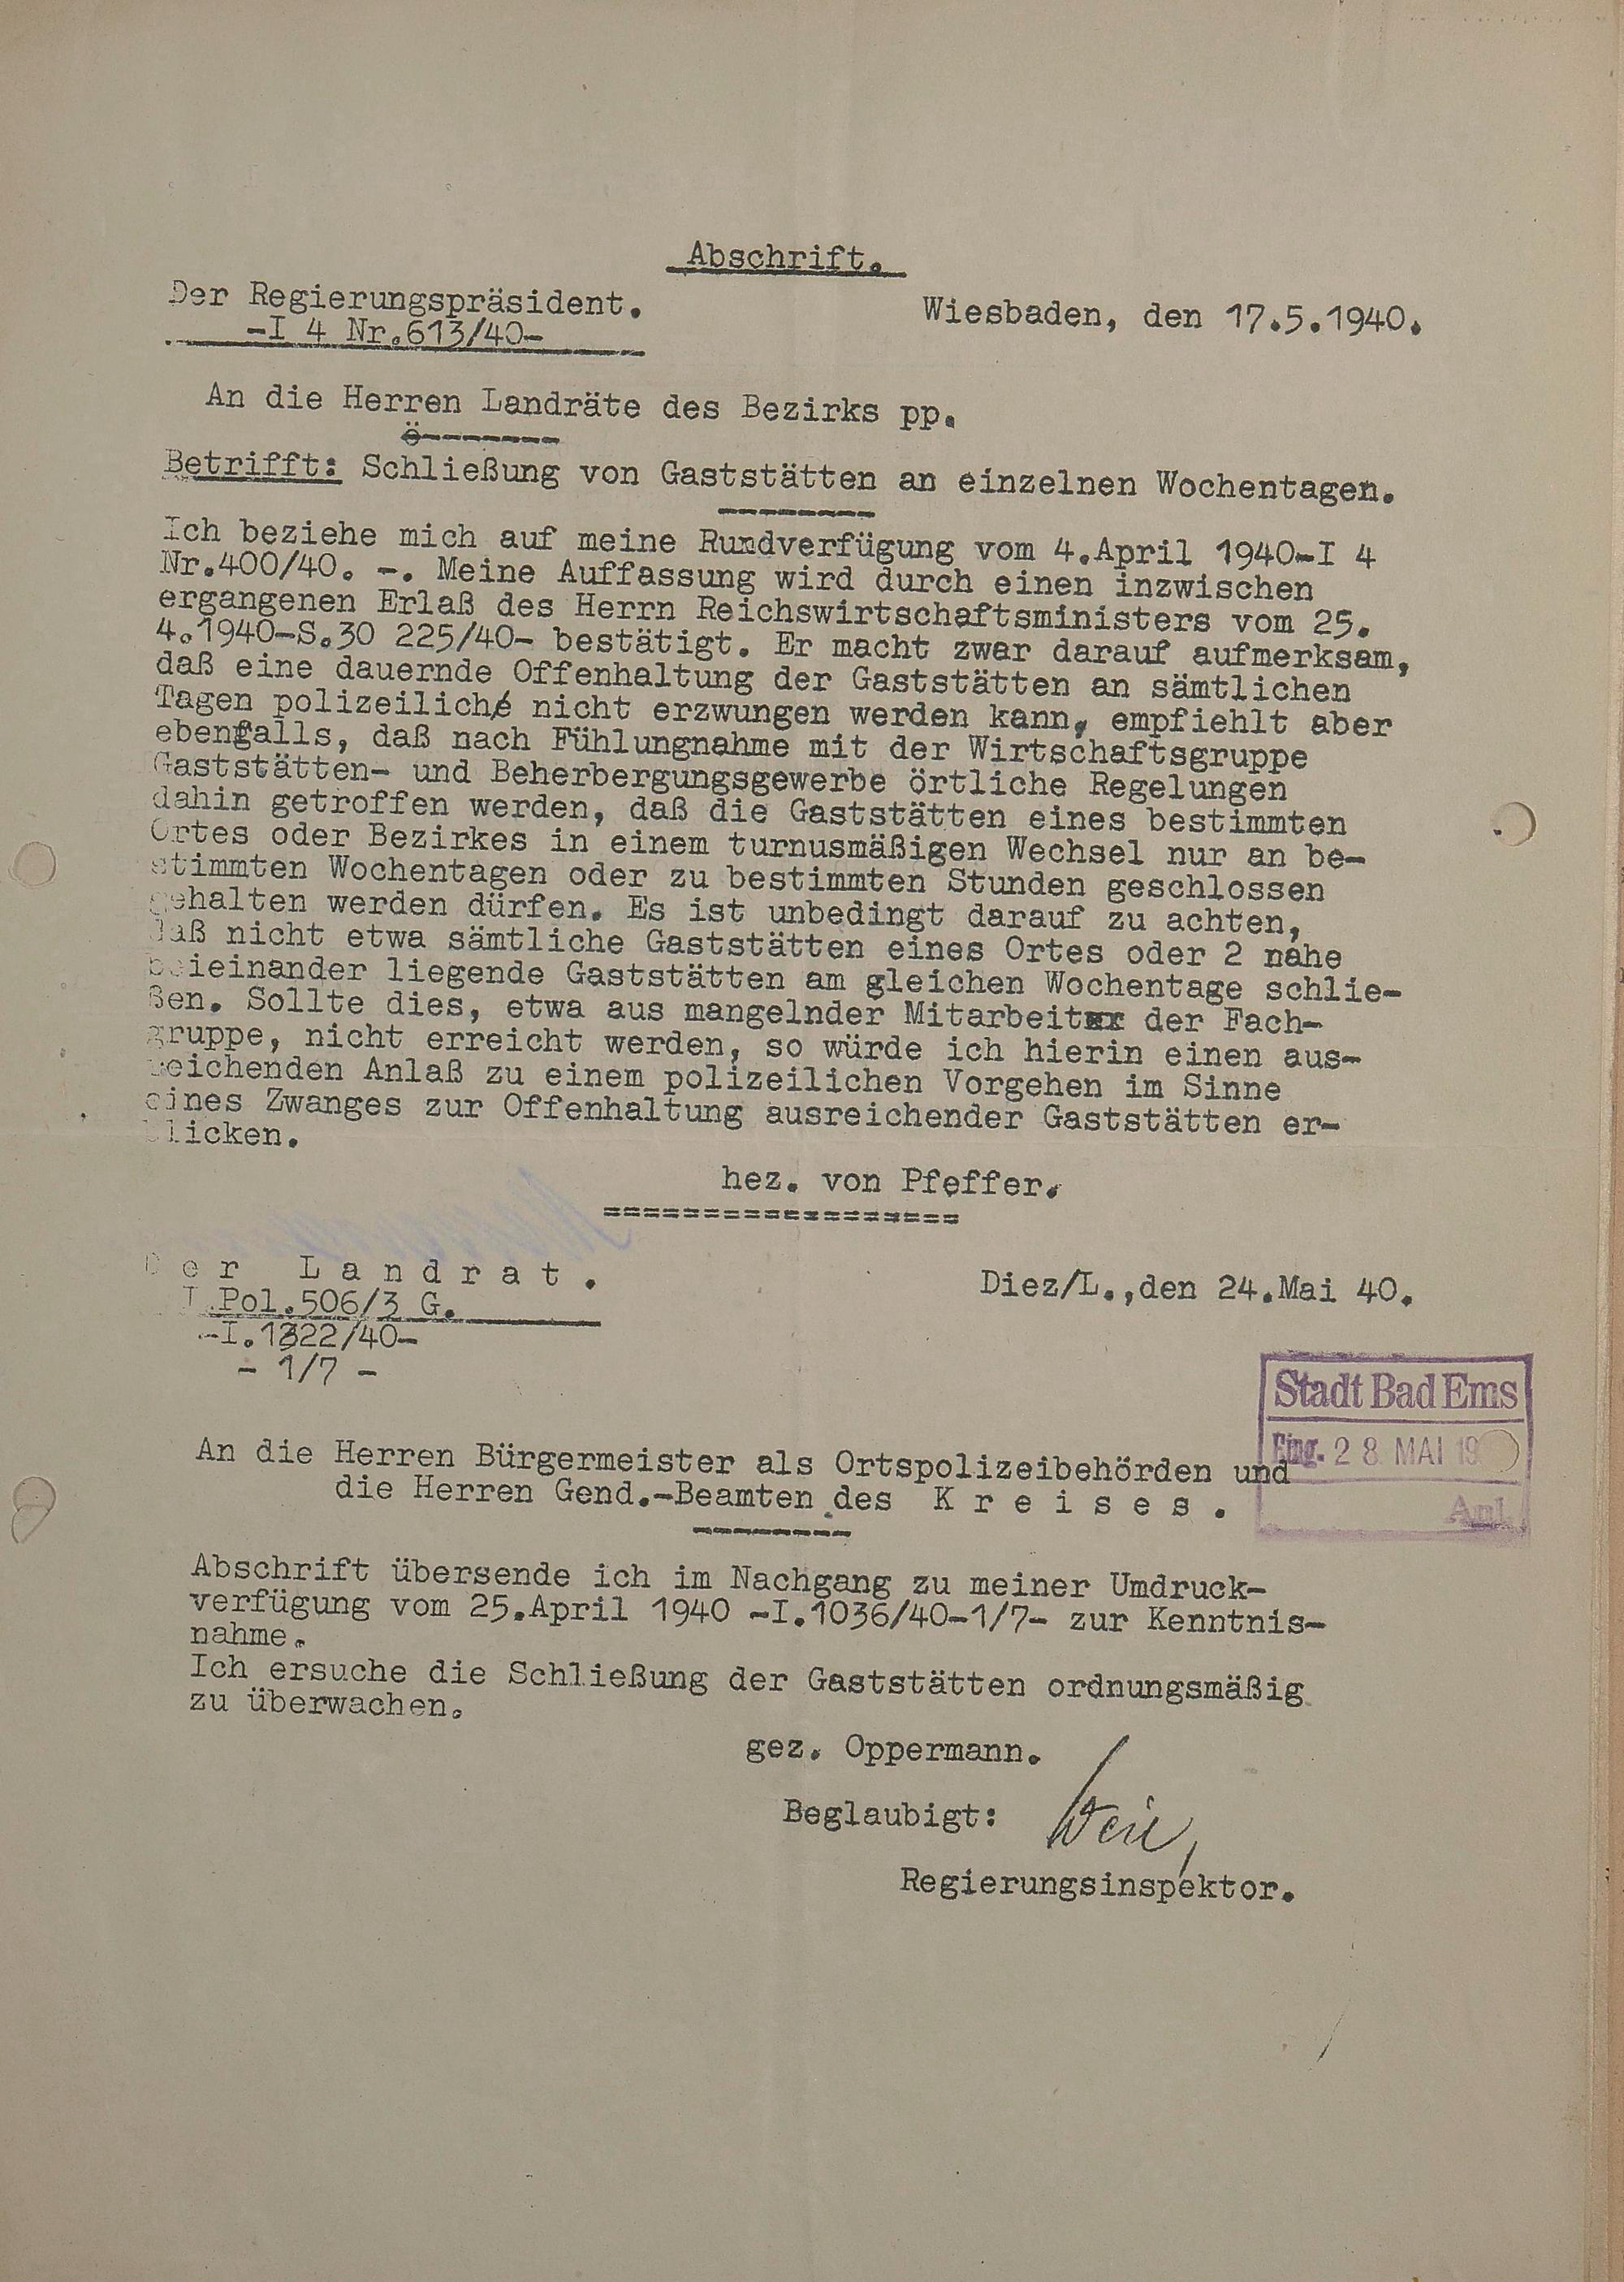 Abschrift.
Der Regierungspräsident.
-I 4 Nr.613/40-
Wiesbaden, den 17.5.1940.
An die Herren Landräte des Bezirks pp.
Ö-------
Betrifft: Schließung von Gaststätten an einzelnen Wochentagen.
--------
Ich beziehe mich auf meine Rundverfügung vom 4.April 1940-I 4
Nr.400/40. -. Meine Auffassung wird durch einen inzwischen
ergangenen Erlaß des Herrn Reichswirtschaftsministers vom 25.
4.1940-S.30 225/40- bestätigt. Er macht zwar darauf aufmerksam,
daß eine dauernde Offenhaltung der Gaststätten an sämtlichen
Tagen polizeilich nicht erzwungen werden kann, empfiehlt aber
ebenfalls, daß nach Fühlungnahme mit der Wirtschaftsgruppe
Gaststätten- und Beherbergungsgewerbe örtliche Regelungen
dahin getroffen werden, daß die Gaststätten eines bestimmten
Ortes oder Bezirkes in einem turnusmäßigen Wechsel nur an be-
stimmten Wochentagen oder zu bestimmten Stunden geschlossen
gehalten werden dürfen. Es ist unbedingt darauf zu achten,
daß nicht etwa sämtliche Gaststätten eines Ortes oder 2 nahe
beieinander liegende Gaststätten am gleichen Wochentage schlie-
ßen. Sollte dies, etwa aus mangelnder Mitarbeit der Fach-
gruppe, nicht erreicht werden, so würde ich hierin einen aus-
reichenden Anlaß zu einem polizeilichen Vorgehen im Sinne
eines Zwanges zur Offenhaltung ausreichender Gaststätten er-
blicken.
hez. von Pfeffer.
==================
Der Landrat.
I.Pol.506/3 G.
-I.1322/40-
- 1/7 -
Diez/L.,den 24.Mai 40.
Stadt Bad Ems
Eing. 28 MAI 19
Anl.
An die Herren Bürgermeister als Ortspolizeibehörden und
die Herren Gend.-Beamten des Kreises.
--------
Abschrift übersende ich im Nachgang zu meiner Umdruck-
verfügung vom 25.April 1940 -I.1036/40-1/7- zur Kenntnis-
nahme.
Ich ersuche die Schließung der Gaststätten ordnungsmäßig
zu überwachen.
gez. Oppermann.
Beglaubigt:
Regierungsinspektor.